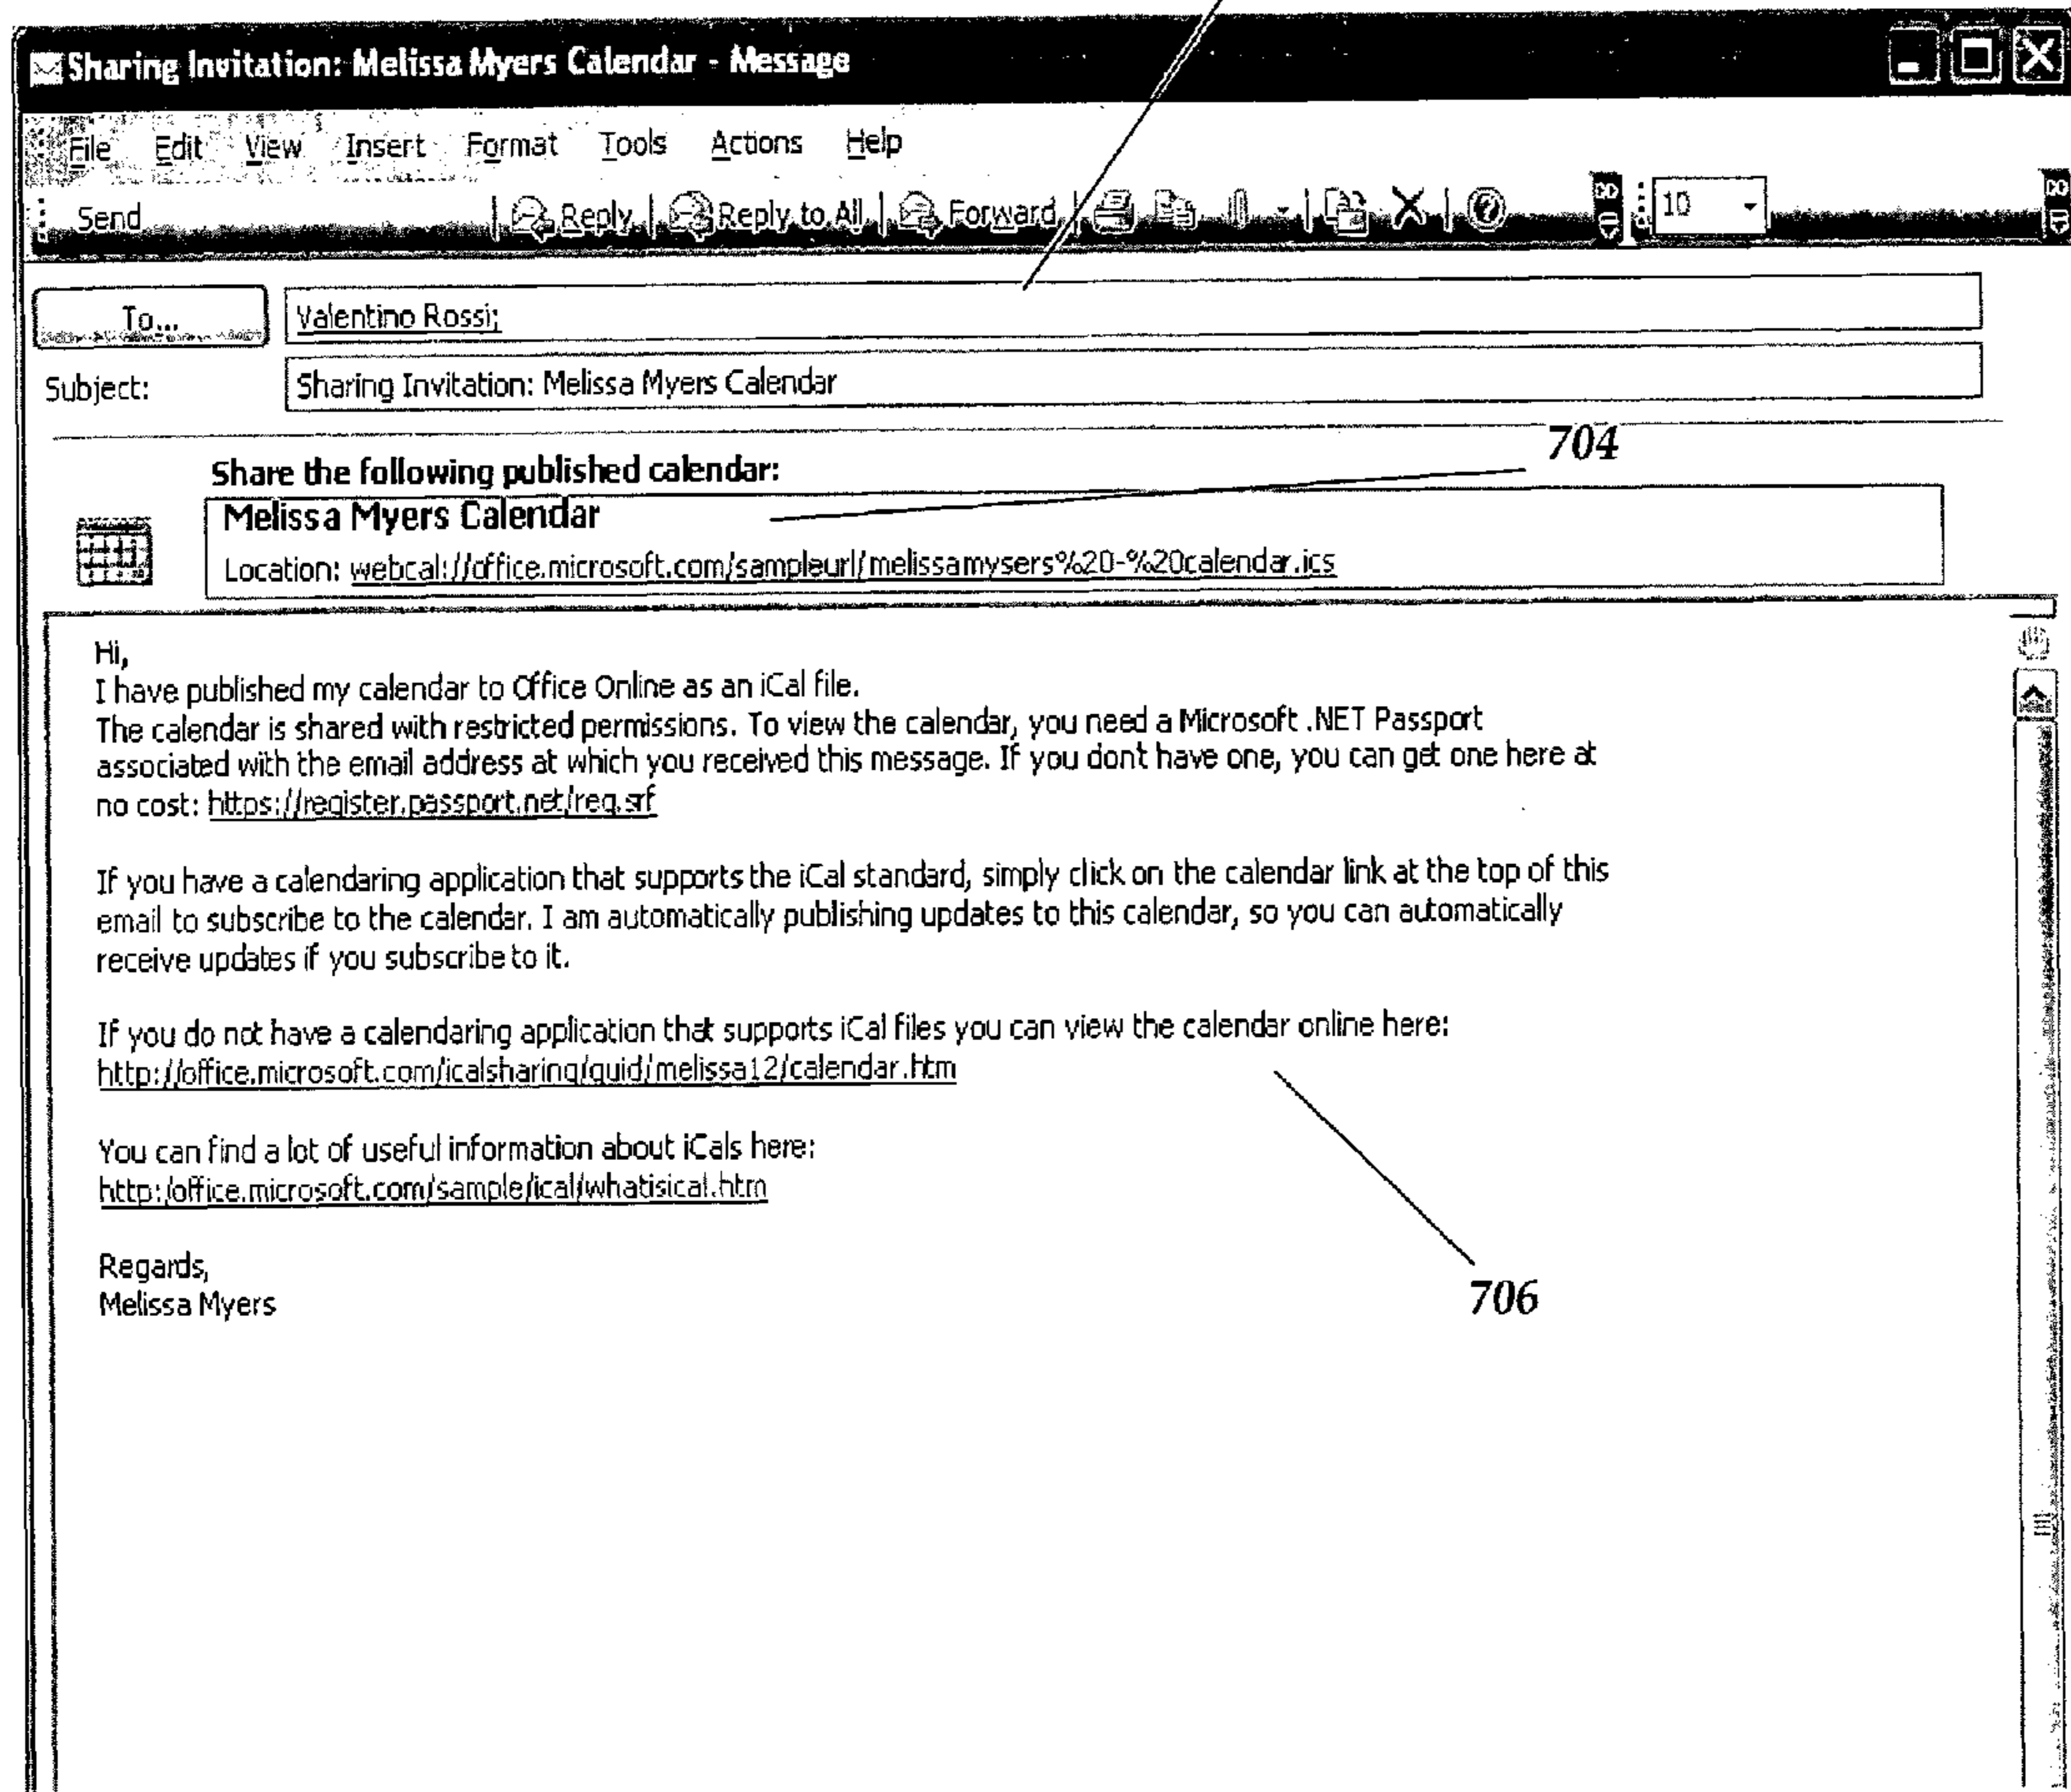 Sharing Invitation: Melissa Myers Calendar - Message
File Edit View Insert Format Tools Actions Help
Send Reply Reply to All Forward 10
To... Valentino Rossi;
Subject: Sharing Invitation: Melissa Myers Calendar
704
Share the following published calendar:
Melissa Myers Calendar
Location: webcal://office.microsoft.com/sampleurl/melissamysers%20-%20calendar.ics
Hi,
I have published my calendar to Office Online as an iCal file.
The calendar is shared with restricted permissions. To view the calendar, you need a Microsoft .NET Passport
associated with the email address at which you received this message. If you dont have one, you can get one here at
no cost: https://register.passport.net/reg.srf
If you have a calendaring application that supports the iCal standard, simply click on the calendar link at the top of this
email to subscribe to the calendar. I am automatically publishing updates to this calendar, so you can automatically
receive updates if you subscribe to it.
If you do not have a calendaring application that supports iCal files you can view the calendar online here:
http://office.microsoft.com/icalsharing/guid/melissa12/calendar.htm
You can find a lot of useful information about iCals here:
http:/office.microsoft.com/sample/ical/whatisical.htm
Regards,
Melissa Myers
706